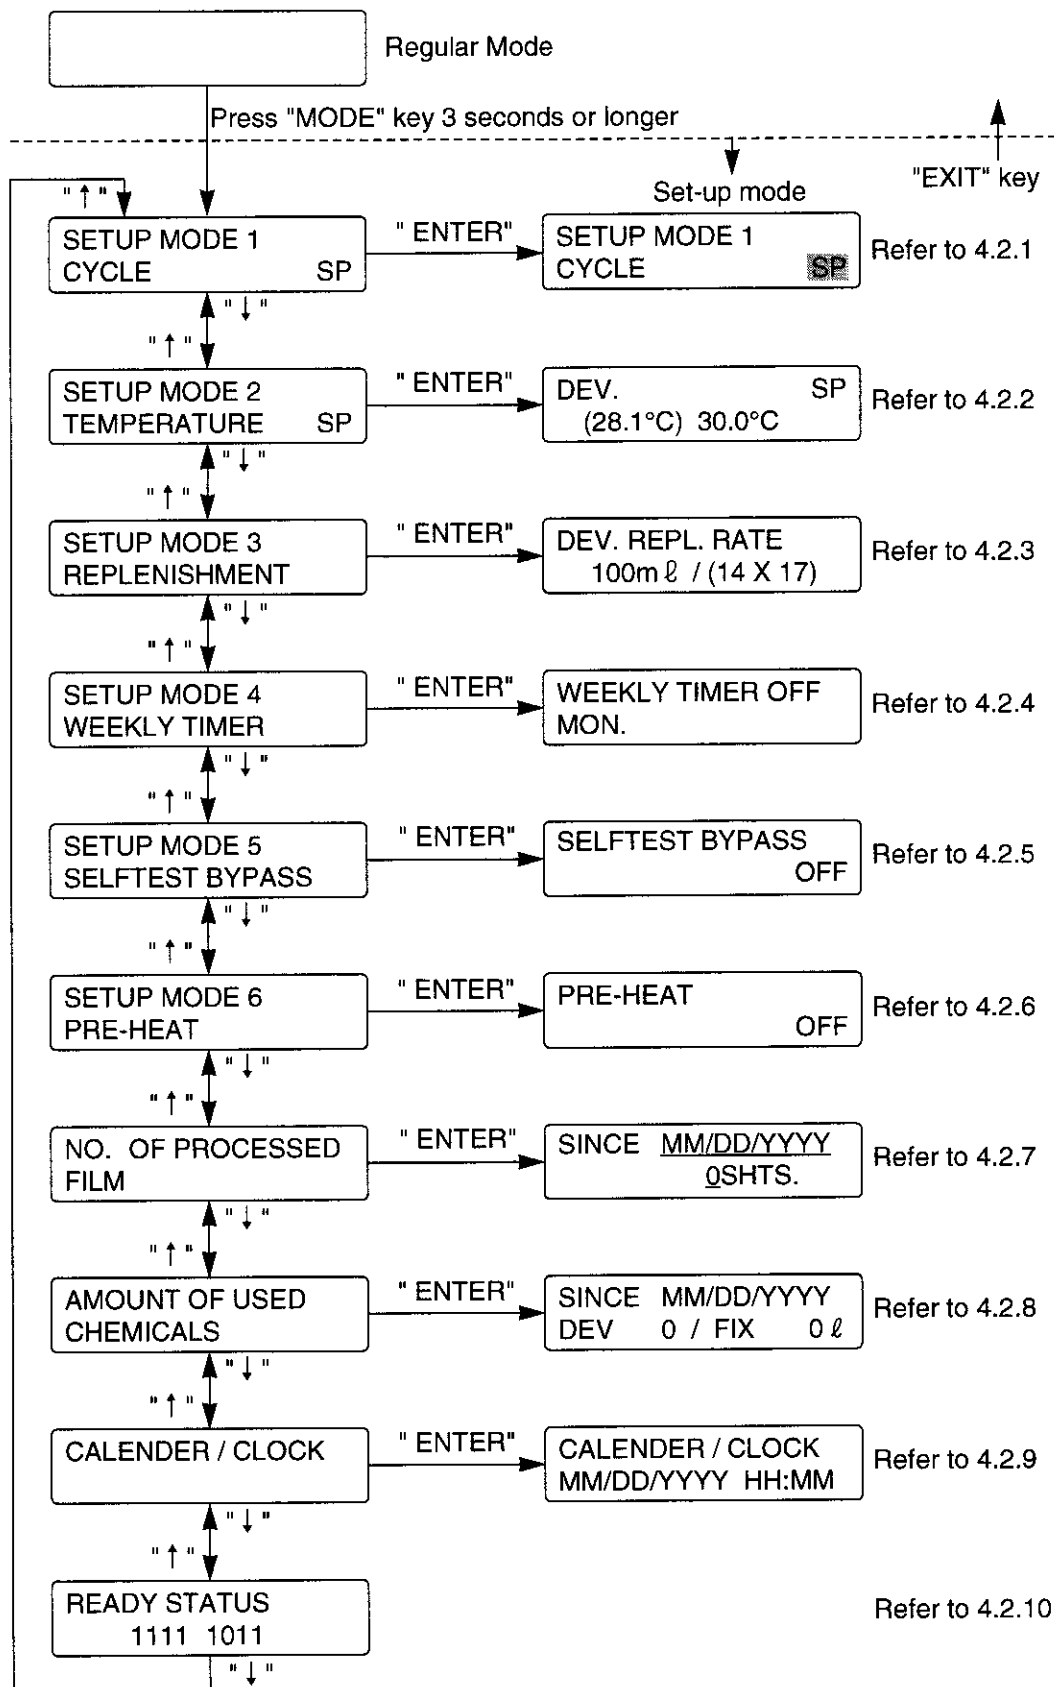 Regular Mode
Press "MODE" key 3 seconds or longer
"EXIT" key
Set-up mode
"↑"
SETUP MODE 1
CYCLE SP
"ENTER"
SETUP MODE 1
CYCLE SP
Refer to 4.2.1
"↓"
"↑"
SETUP MODE 2
TEMPERATURE SP
"ENTER"
DEV. SP
(28.1°C) 30.0°C
Refer to 4.2.2
"↓"
"↑"
SETUP MODE 3
REPLENISHMENT
"ENTER"
DEV. REPL. RATE
100mℓ / (14 X 17)
Refer to 4.2.3
"↓"
"↑"
SETUP MODE 4
WEEKLY TIMER
"ENTER"
WEEKLY TIMER OFF
MON.
Refer to 4.2.4
"↓"
"↑"
SETUP MODE 5
SELFTEST BYPASS
"ENTER"
SELFTEST BYPASS
OFF
Refer to 4.2.5
"↓"
"↑"
SETUP MODE 6
PRE-HEAT
"ENTER"
PRE-HEAT
OFF
Refer to 4.2.6
"↓"
"↑"
NO. OF PROCESSED
FILM
"ENTER"
SINCE MM/DD/YYYY
0SHTS.
Refer to 4.2.7
"↓"
"↑"
AMOUNT OF USED
CHEMICALS
"ENTER"
SINCE MM/DD/YYYY
DEV 0 / FIX 0 ℓ
Refer to 4.2.8
"↓"
"↑"
CALENDER / CLOCK
"ENTER"
CALENDER / CLOCK
MM/DD/YYYY HH:MM
Refer to 4.2.9
"↓"
"↑"
READY STATUS
1111 1011
Refer to 4.2.10
"↓"